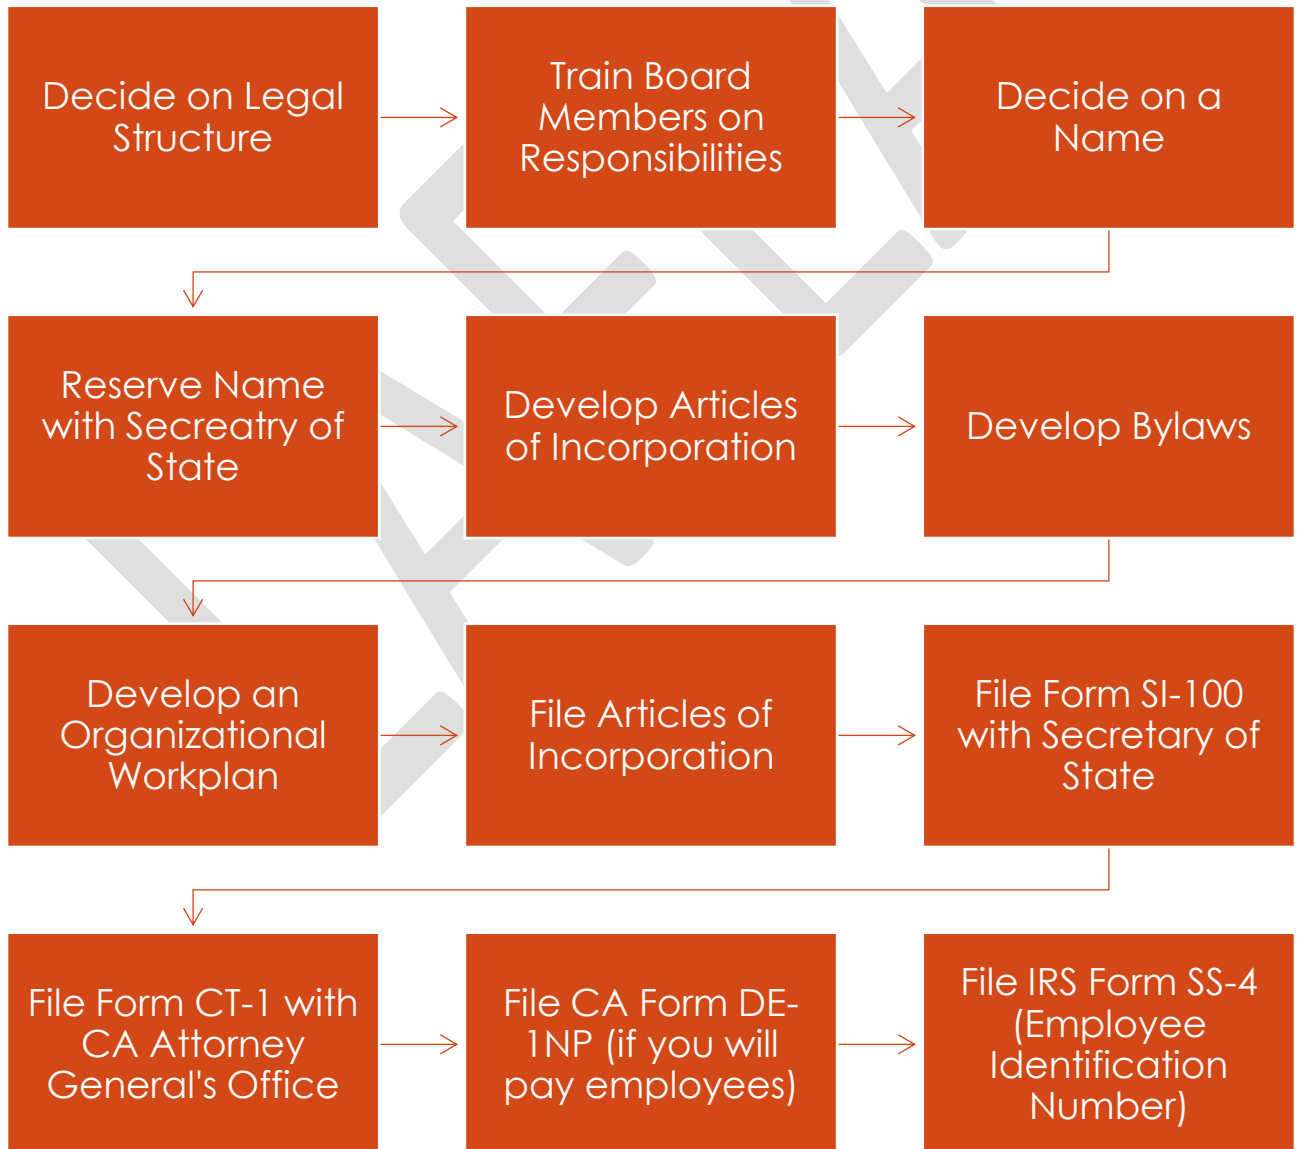 Decide on Legal
Structure
Train Board
Members on
Responsibilities
Decide on a
Name
Reserve Name
with Secreatry of
State
Develop Articles
of Incorporation
Develop Bylaws
Develop an
Organizational
Workplan
File Articles of
Incorporation
File Form SI-100
with Secretary of
State
File Form CT-1 with
CA Attorney
General's Office
File CA Form DE-
1NP (if you will
pay employees)
File IRS Form SS-4
(Employee
Identification
Number)